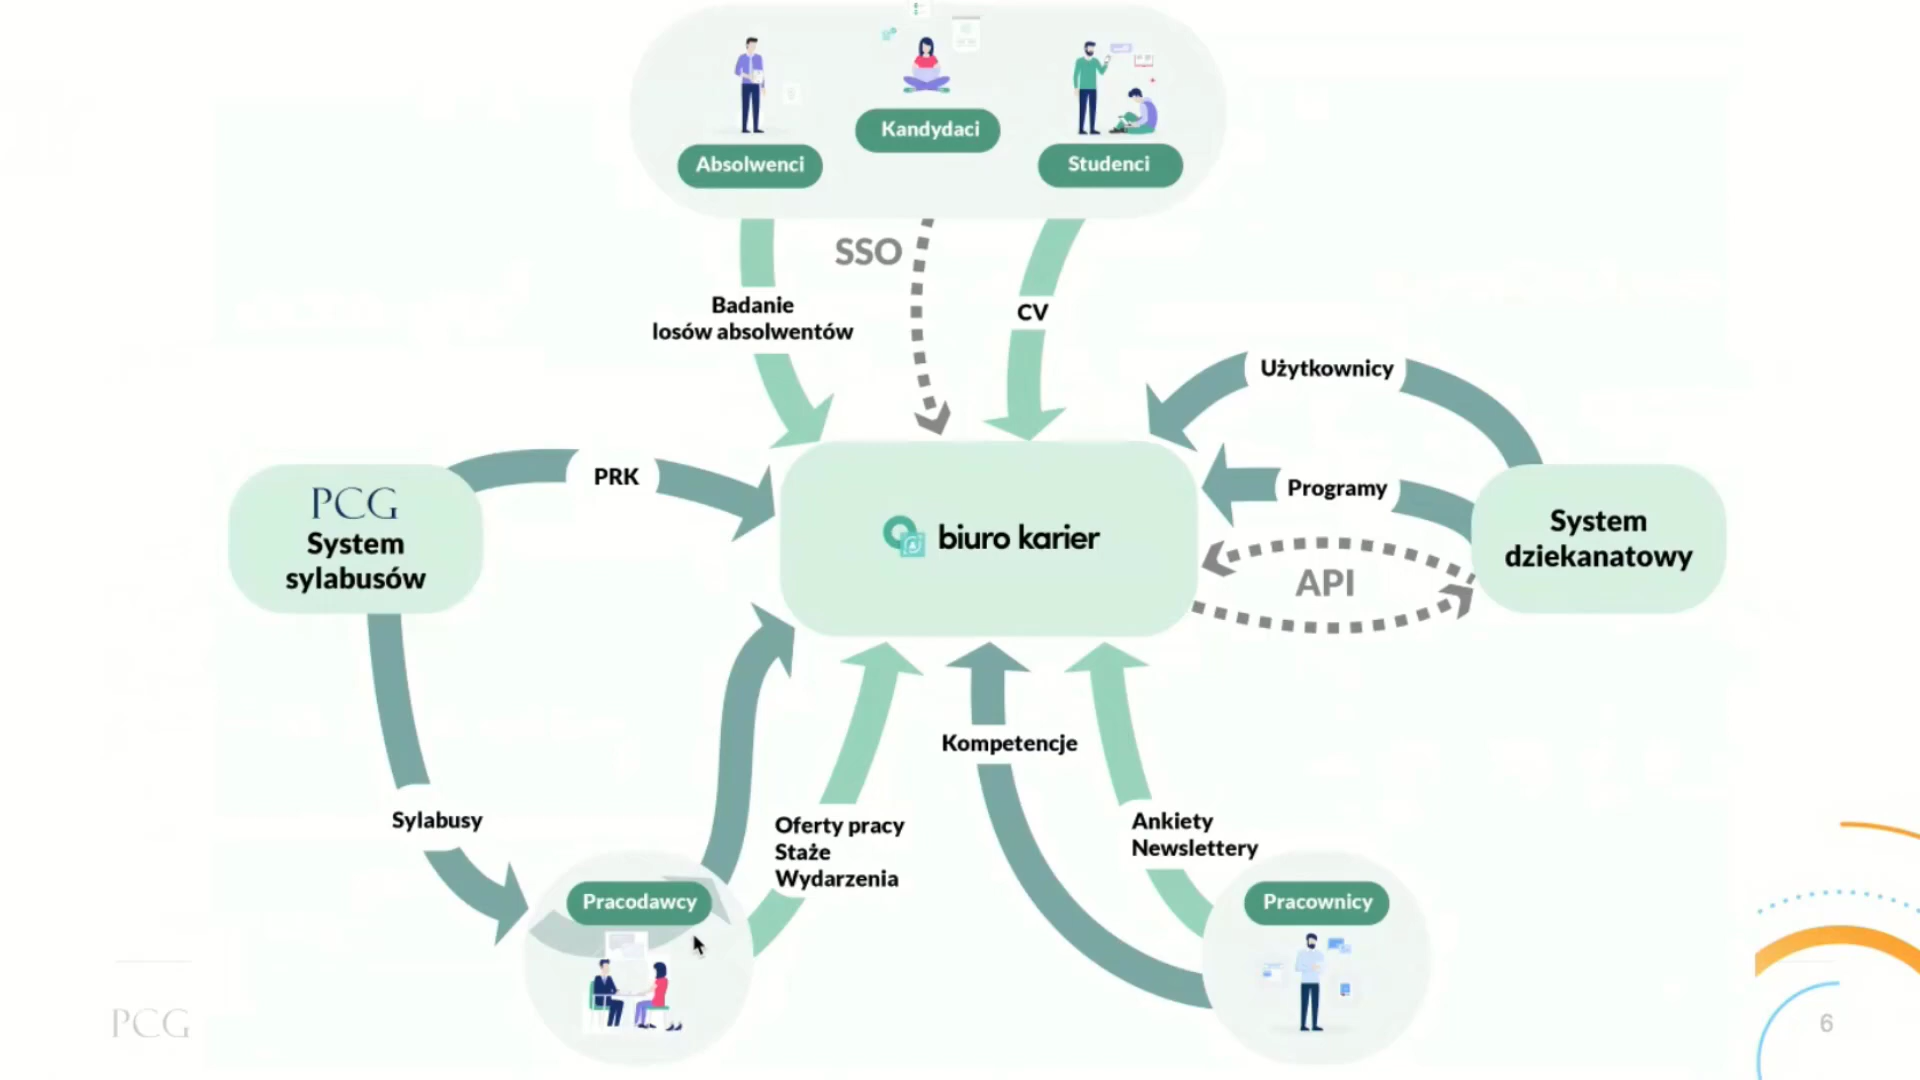 Kandydaci
Absolwenci
Studenci
SSO
Badanie
losów absolwentów
CV
Użytkownicy
PRK
Programy
PCG
System
sylabusów
biuro karier
System
dziekanatowy
API
Kompetencje
Sylabusy
Oferty pracy
Staże
Wydarzenia
Ankiety
Newslettery
Pracodawcy
Pracownicy
PCG
6